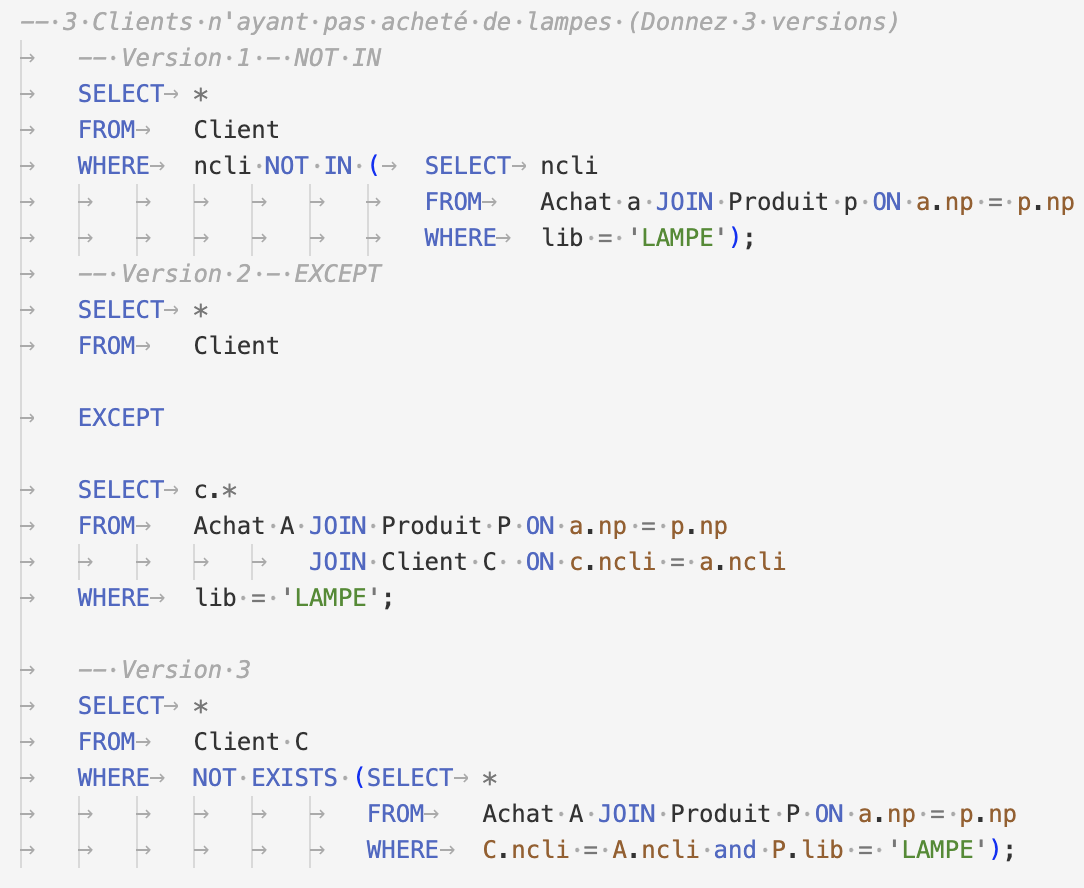 -- 3 Clients n'ayant pas acheté de lampes (Donnez 3 versions)
-- Version 1 - NOT IN
SELECT *
FROM Client
WHERE ncli NOT IN ( SELECT ncli
FROM Achat a JOIN Produit p ON a.np = p.np
WHERE lib = 'LAMPE');
-- Version 2 - EXCEPT
SELECT *
FROM Client
EXCEPT
SELECT c.*
FROM Achat A JOIN Produit P ON a.np = p.np
JOIN Client C  ON c.ncli = a.ncli
WHERE lib = 'LAMPE';
-- Version 3
SELECT *
FROM Client C
WHERE NOT EXISTS (SELECT *
FROM Achat A JOIN Produit P ON a.np = p.np
WHERE C.ncli = A.ncli and P.lib = 'LAMPE');